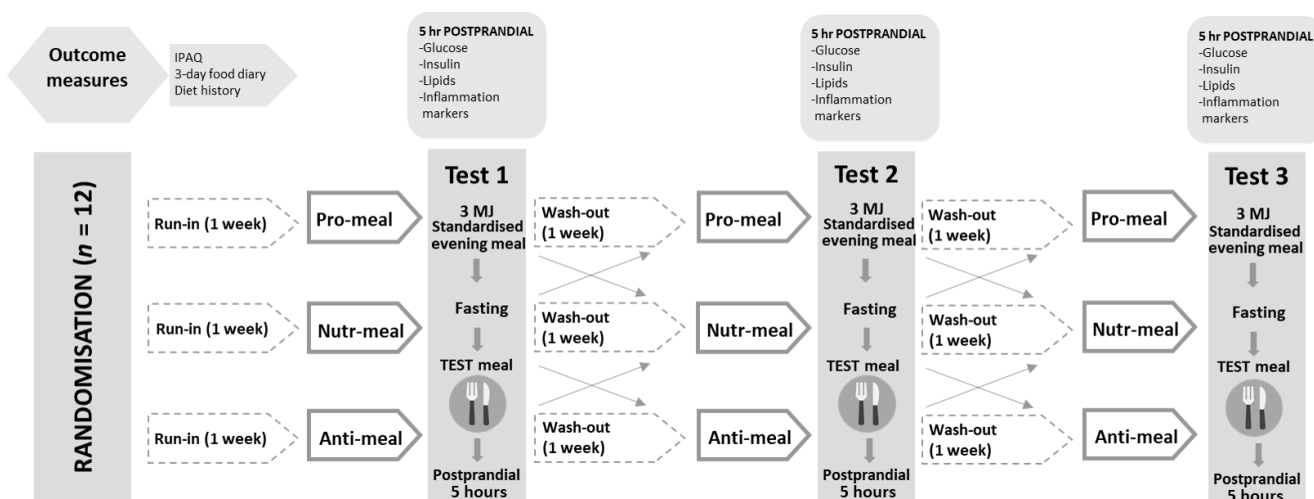 Outcome
measures
IPAQ
3-day food diary
Diet history
5 hr POSTPRANDIAL
-Glucose
-Insulin
-Lipids
-Inflammation
markers
5 hr POSTPRANDIAL
-Glucose
-Insulin
-Lipids
-Inflammation
markers
5 hr POSTPRANDIAL
-Glucose
-Insulin
-Lipids
-Inflammation
markers
RANDOMISATION (n = 12)
Run-in (1 week)
Pro-meal
Run-in (1 week)
Nutr-meal
Run-in (1 week)
Anti-meal
Test 1
3 MJ
Standardised
evening meal
Fasting
TEST meal
Postprandial
5 hours
Wash-out
(1 week)
Pro-meal
Wash-out
(1 week)
Nutr-meal
Wash-out
(1 week)
Anti-meal
Test 2
3 MJ
Standardised
evening meal
Fasting
TEST meal
Postprandial
5 hours
Wash-out
(1 week)
Pro-meal
Wash-out
(1 week)
Nutr-meal
Wash-out
(1 week)
Anti-meal
Test 3
3 MJ
Standardised
evening meal
Fasting
TEST meal
Postprandial
5 hours